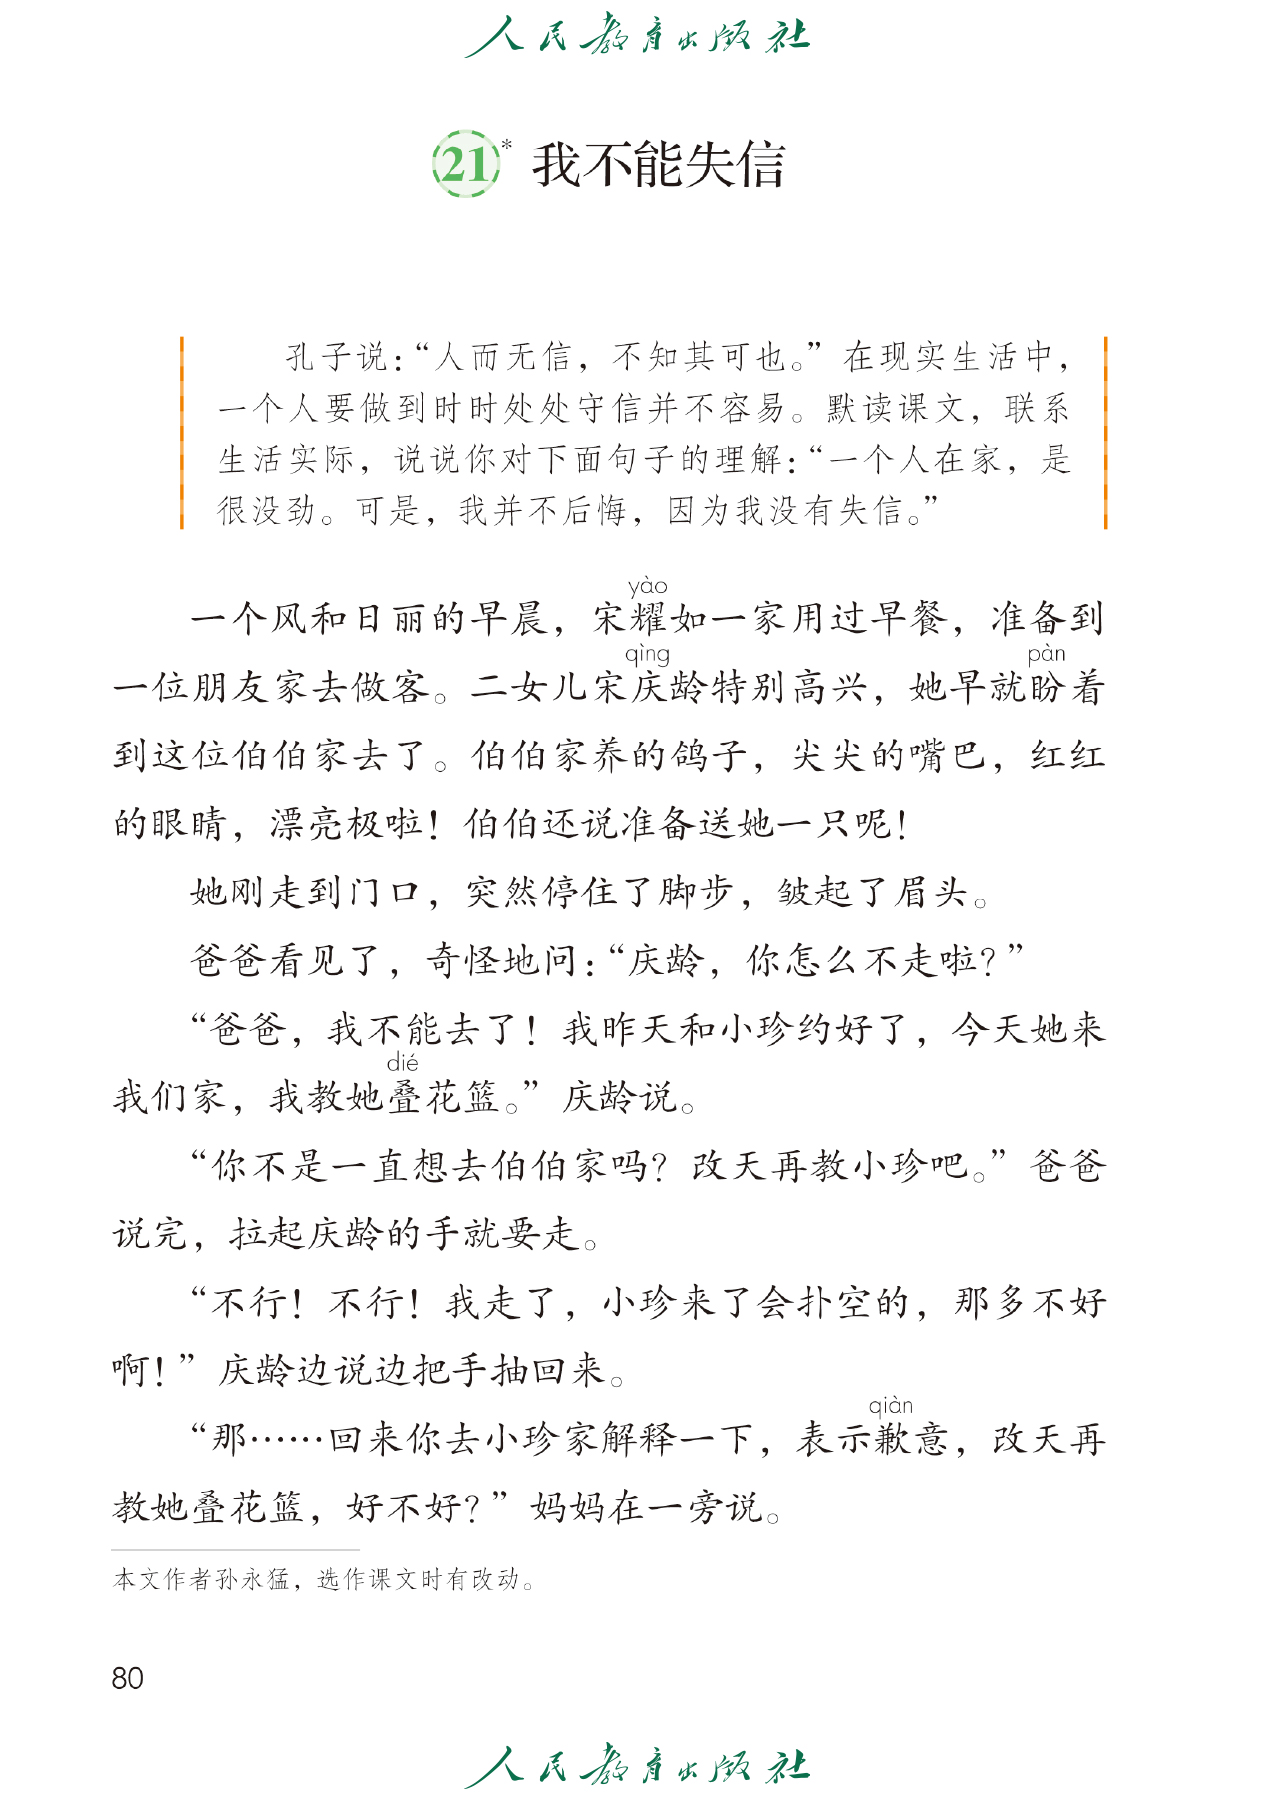 人民教育出版社
21* 我不能失信
孔子说：“人而无信，不知其可也。”在现实生活中，
一个人要做到时时处处守信并不容易。默读课文，联系
生活实际，说说你对下面句子的理解：“一个人在家，是
很没劲。可是，我并不后悔，因为我没有失信。”
yào
一个风和日丽的早晨，宋耀如一家用过早餐，准备到
qìng pàn
一位朋友家去做客。二女儿宋庆龄特别高兴，她早就盼着
到这位伯伯家去了。伯伯家养的鸽子，尖尖的嘴巴，红红
的眼睛，漂亮极啦！伯伯还说准备送她一只呢！
她刚走到门口，突然停住了脚步，皱起了眉头。
爸爸看见了，奇怪地问：“庆龄，你怎么不走啦？”
“爸爸，我不能去了！我昨天和小珍约好了，今天她来
dié
我们家，我教她叠花篮。”庆龄说。
“你不是一直想去伯伯家吗？改天再教小珍吧。”爸爸
说完，拉起庆龄的手就要走。
“不行！不行！我走了，小珍来了会扑空的，那多不好
啊！”庆龄边说边把手抽回来。
qiàn
“那……回来你去小珍家解释一下，表示歉意，改天再
教她叠花篮，好不好？”妈妈在一旁说。
本文作者孙永猛，选作课文时有改动。
80
人民教育出版社